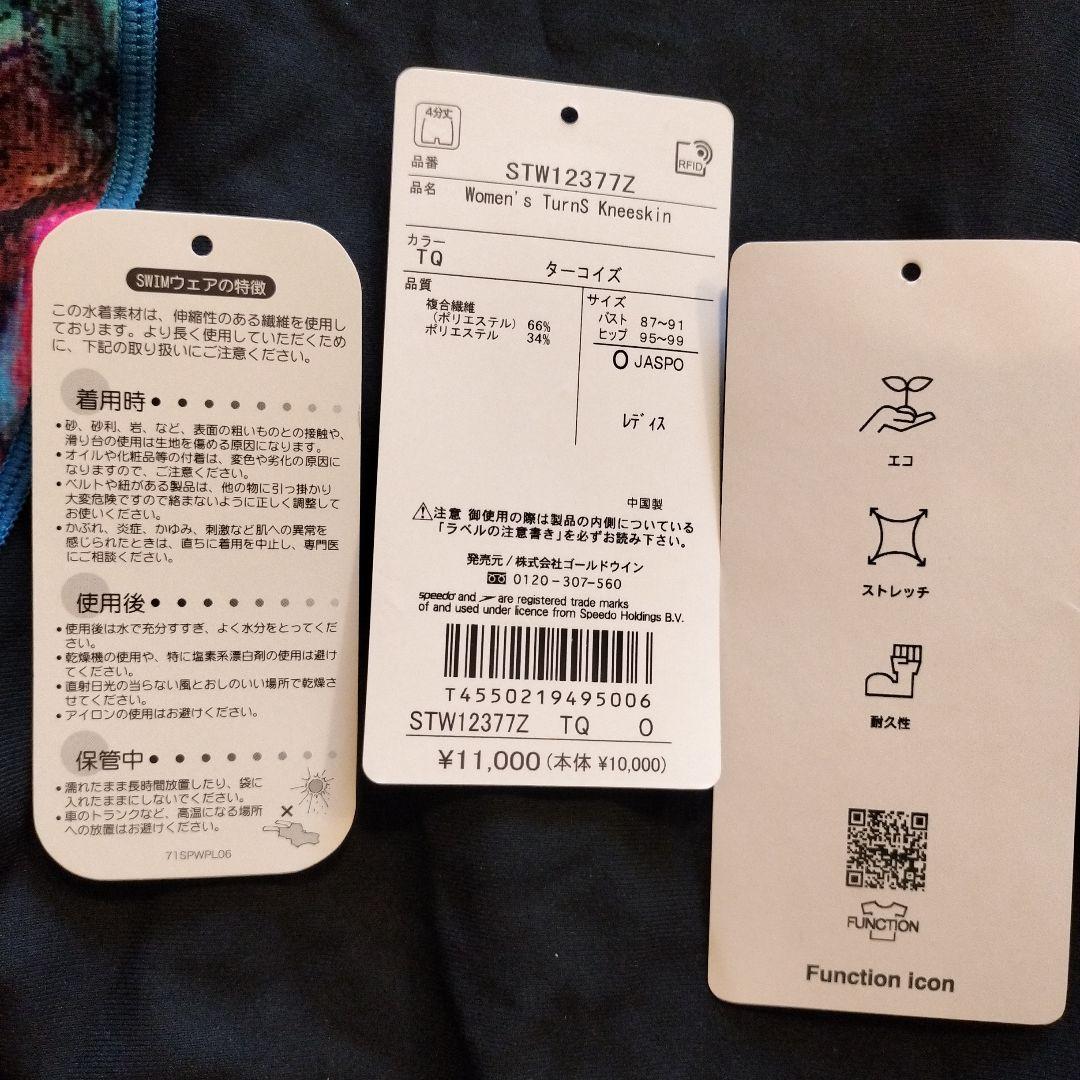 SWIMウェアの特徴
この水着素材は、伸縮性のある繊維を使用し
ております。より長く使用していただくため
に、下記の取り扱いにご注意ください。
着用時
•砂、砂利、岩、など、表面の粗いものとの接触や、
滑り台の使用は生地を傷める原因になります。
•オイルや化粧品等の付着は、変色や劣化の原因に
なりますので、ご注意ください。
•ベルトや紐がある製品は、他の物に引っ掛かり
大変危険ですので絡まないように正しく調整して
お使いください。
•かぶれ、炎症、かゆみ、刺激など肌への異常を
感じられたときは、直ちに着用を中止し、専門医
にご相談ください。
使用後
•使用後は水で充分すすぎ、よく水分をとってくだ
さい。
•乾燥機の使用や、特に塩素系漂白剤の使用は避け
てください。
•直射日光の当らない風とおしのいい場所で乾燥さ
せてください。
•アイロンの使用はお避けください。
保管中
•濡れたまま長時間放置したり、袋に
入れたままにしないでください。
•車のトランクなど、高温になる場所
への放置はお避けください。
71SPWPL06
4分丈
RFID
品番 STW12377Z
品名 Women's TurnS Kneeskin
カラー
TQ ターコイズ
品質
複合繊維
(ポリエステル) 66%
ポリエステル 34%
サイズ
バスト 87~91
ヒップ 95~99
O JASPO
レディス
中国製
⚠注意 御使用の際は製品の内側についている
「ラベルの注意書き」を必ずお読み下さい。
発売元/株式会社ゴールドウイン
0120-307-560
speedo and are registered trade marks
of and used under licence from Speedo Holdings B.V.
T4550219495006
STW12377Z TQ O
¥11,000(本体 ¥10,000)
エコ
ストレッチ
耐久性
FUNCTION
Function icon